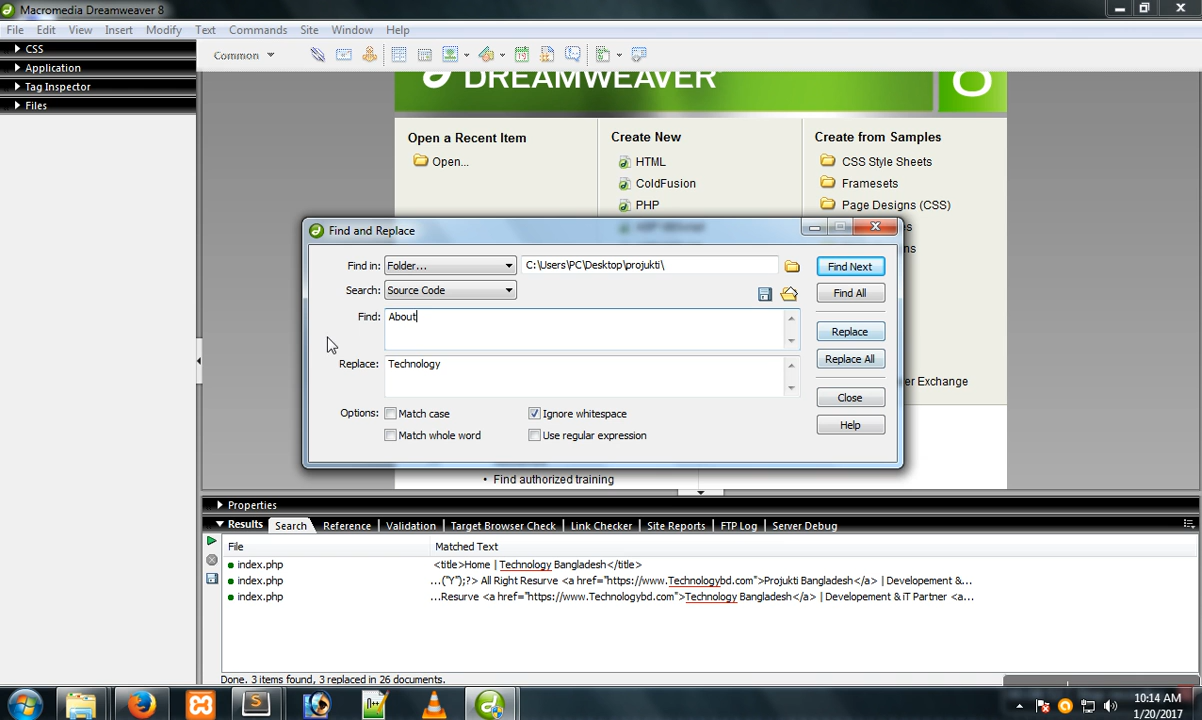 Macromedia Dreamweaver 8
File Edit View Insert Modify Text Commands Site Window Help
CSS
Application
Tag Inspector
Files
Common
DREAMWEAVER 8
Open a Recent Item
Open...
Create New
HTML
ColdFusion
PHP
Create from Samples
CSS Style Sheets
Framesets
Page Designs (CSS)
er Exchange
Find authorized training
Find and Replace
Find in: Folder... C:\Users\PC\Desktop\projukti\
Find Next
Search: Source Code
Find All
Find: About
Replace
Replace: Technology
Replace All
Options: Match case Ignore whitespace
Close
Match whole word Use regular expression
Help
Properties
Results Search Reference Validation Target Browser Check Link Checker Site Reports FTP Log Server Debug
File Matched Text
index.php <title>Home | Technology Bangladesh</title>
index.php ...("Y");?> All Right Resurve <a href="https://www.Technologybd.com">Projukti Bangladesh</a> | Developement &...
index.php ...Resurve <a href="https://www.Technologybd.com">Technology Bangladesh</a> | Developement & iT Partner <a...
Done. 3 items found, 3 replaced in 26 documents.
10:14 AM
1/20/2017